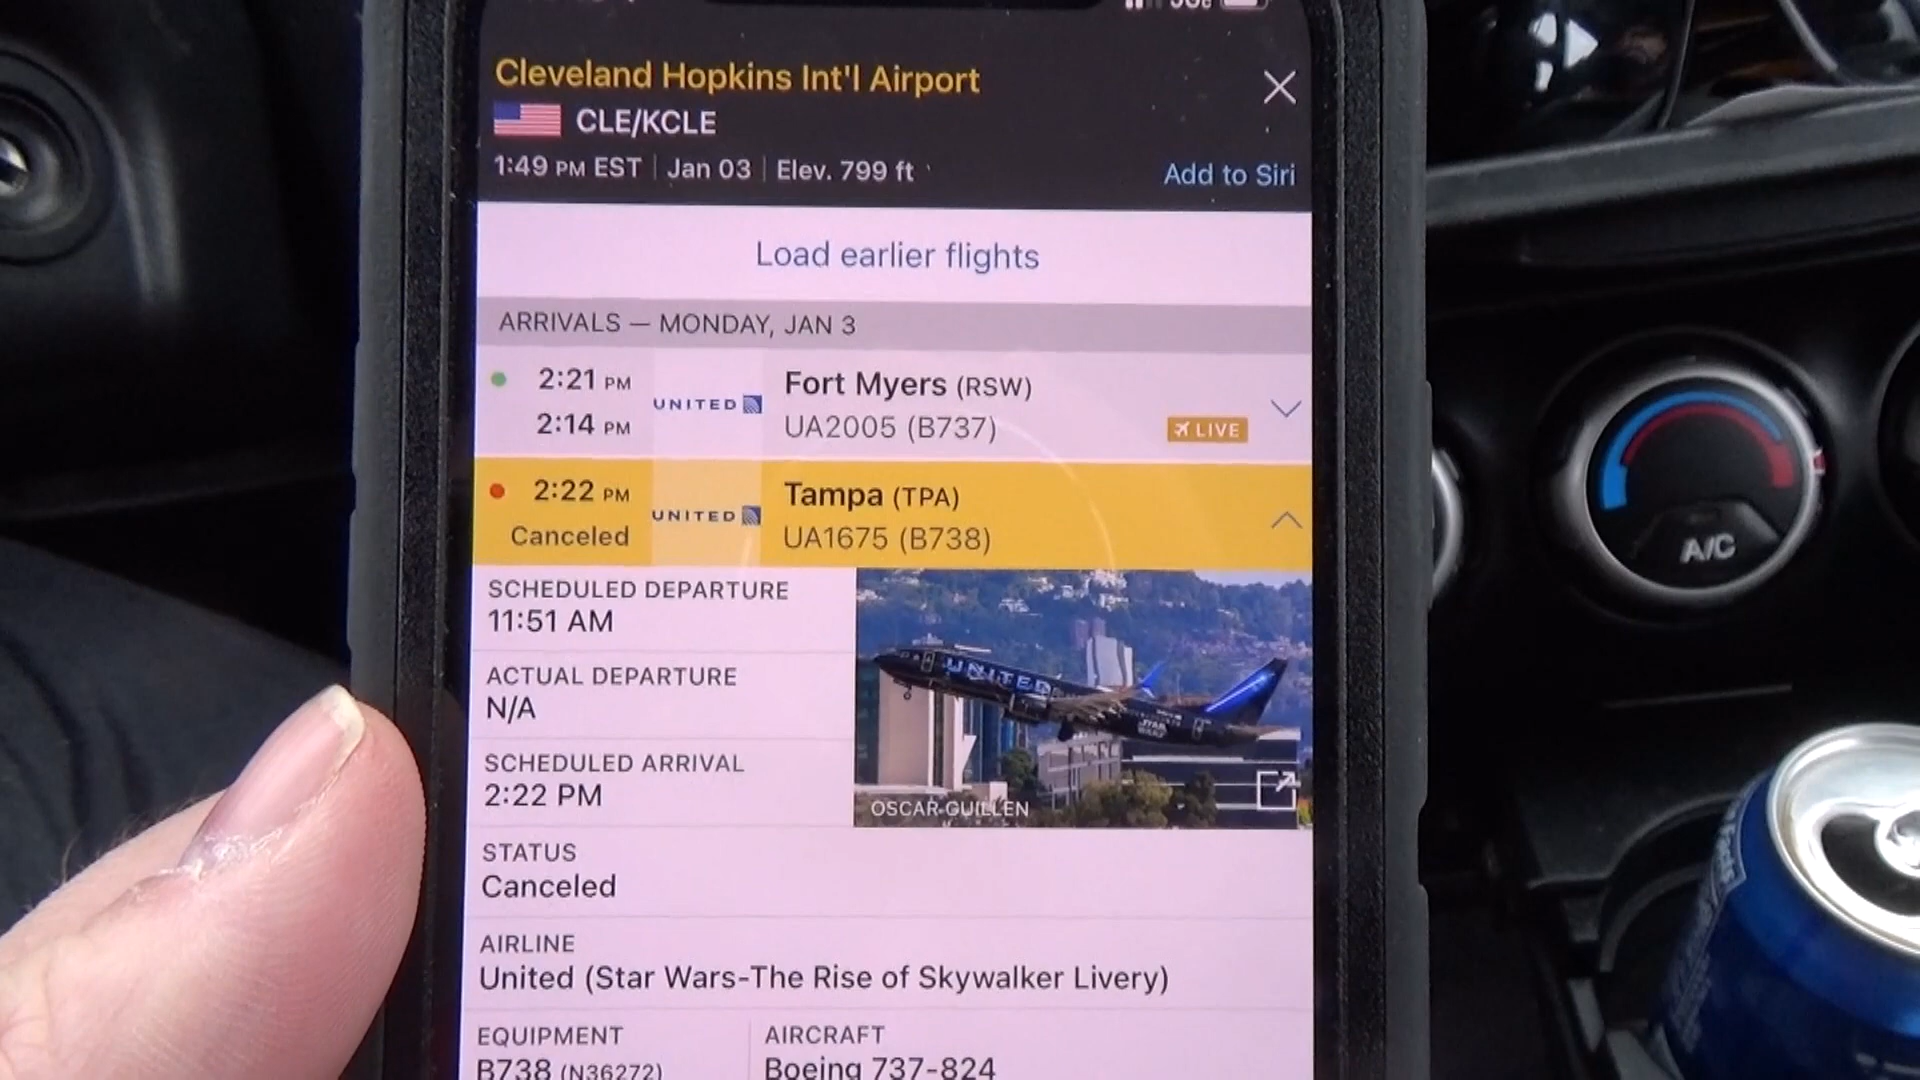 Cleveland Hopkins Int'l Airport
CLE/KCLE
1:49 PM EST | Jan 03 | Elev. 799 ft
Add to Siri
Load earlier flights
ARRIVALS — MONDAY, JAN 3
2:21 PM
2:14 PM
UNITED
Fort Myers (RSW)
UA2005 (B737)
LIVE
2:22 PM
Canceled
UNITED
Tampa (TPA)
UA1675 (B738)
SCHEDULED DEPARTURE
11:51 AM
ACTUAL DEPARTURE
N/A
SCHEDULED ARRIVAL
2:22 PM
UNITED
STAR
WARS
OSCAR GUILLEN
STATUS
Canceled
AIRLINE
United (Star Wars-The Rise of Skywalker Livery)
EQUIPMENT
B738 (N36272)
AIRCRAFT
Boeing 737-824
A/C